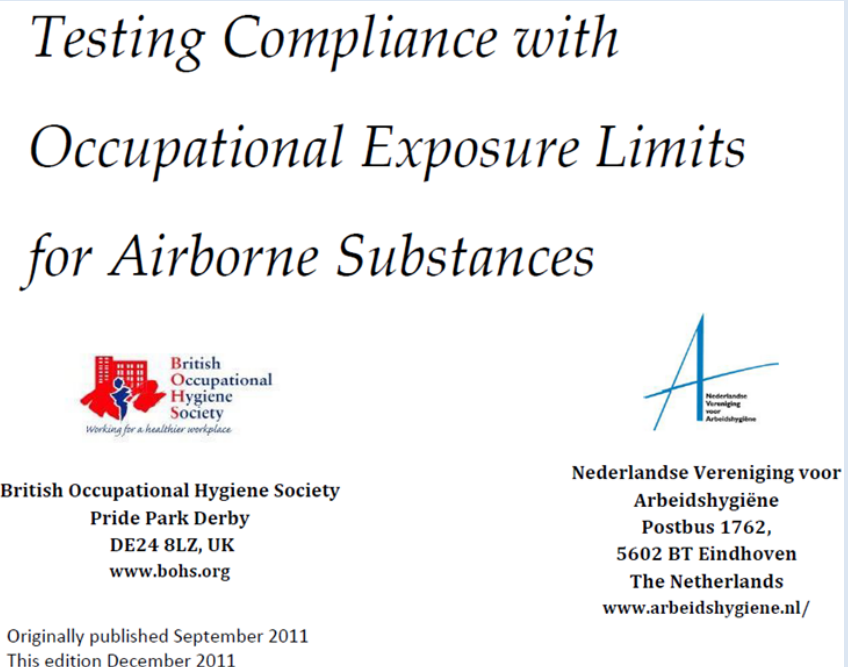 Testing Compliance with
Occupational Exposure Limits
for Airborne Substances
British
Occupational
Hygiene
Society
Working for a healthier workplace
Nederlandse
Vereniging
voor
Arbeidshygiëne
British Occupational Hygiene Society
Pride Park Derby
DE24 8LZ, UK
www.bohs.org
Nederlandse Vereniging voor
Arbeidshygiëne
Postbus 1762,
5602 BT Eindhoven
The Netherlands
www.arbeidshygiene.nl/
Originally published September 2011
This edition December 2011